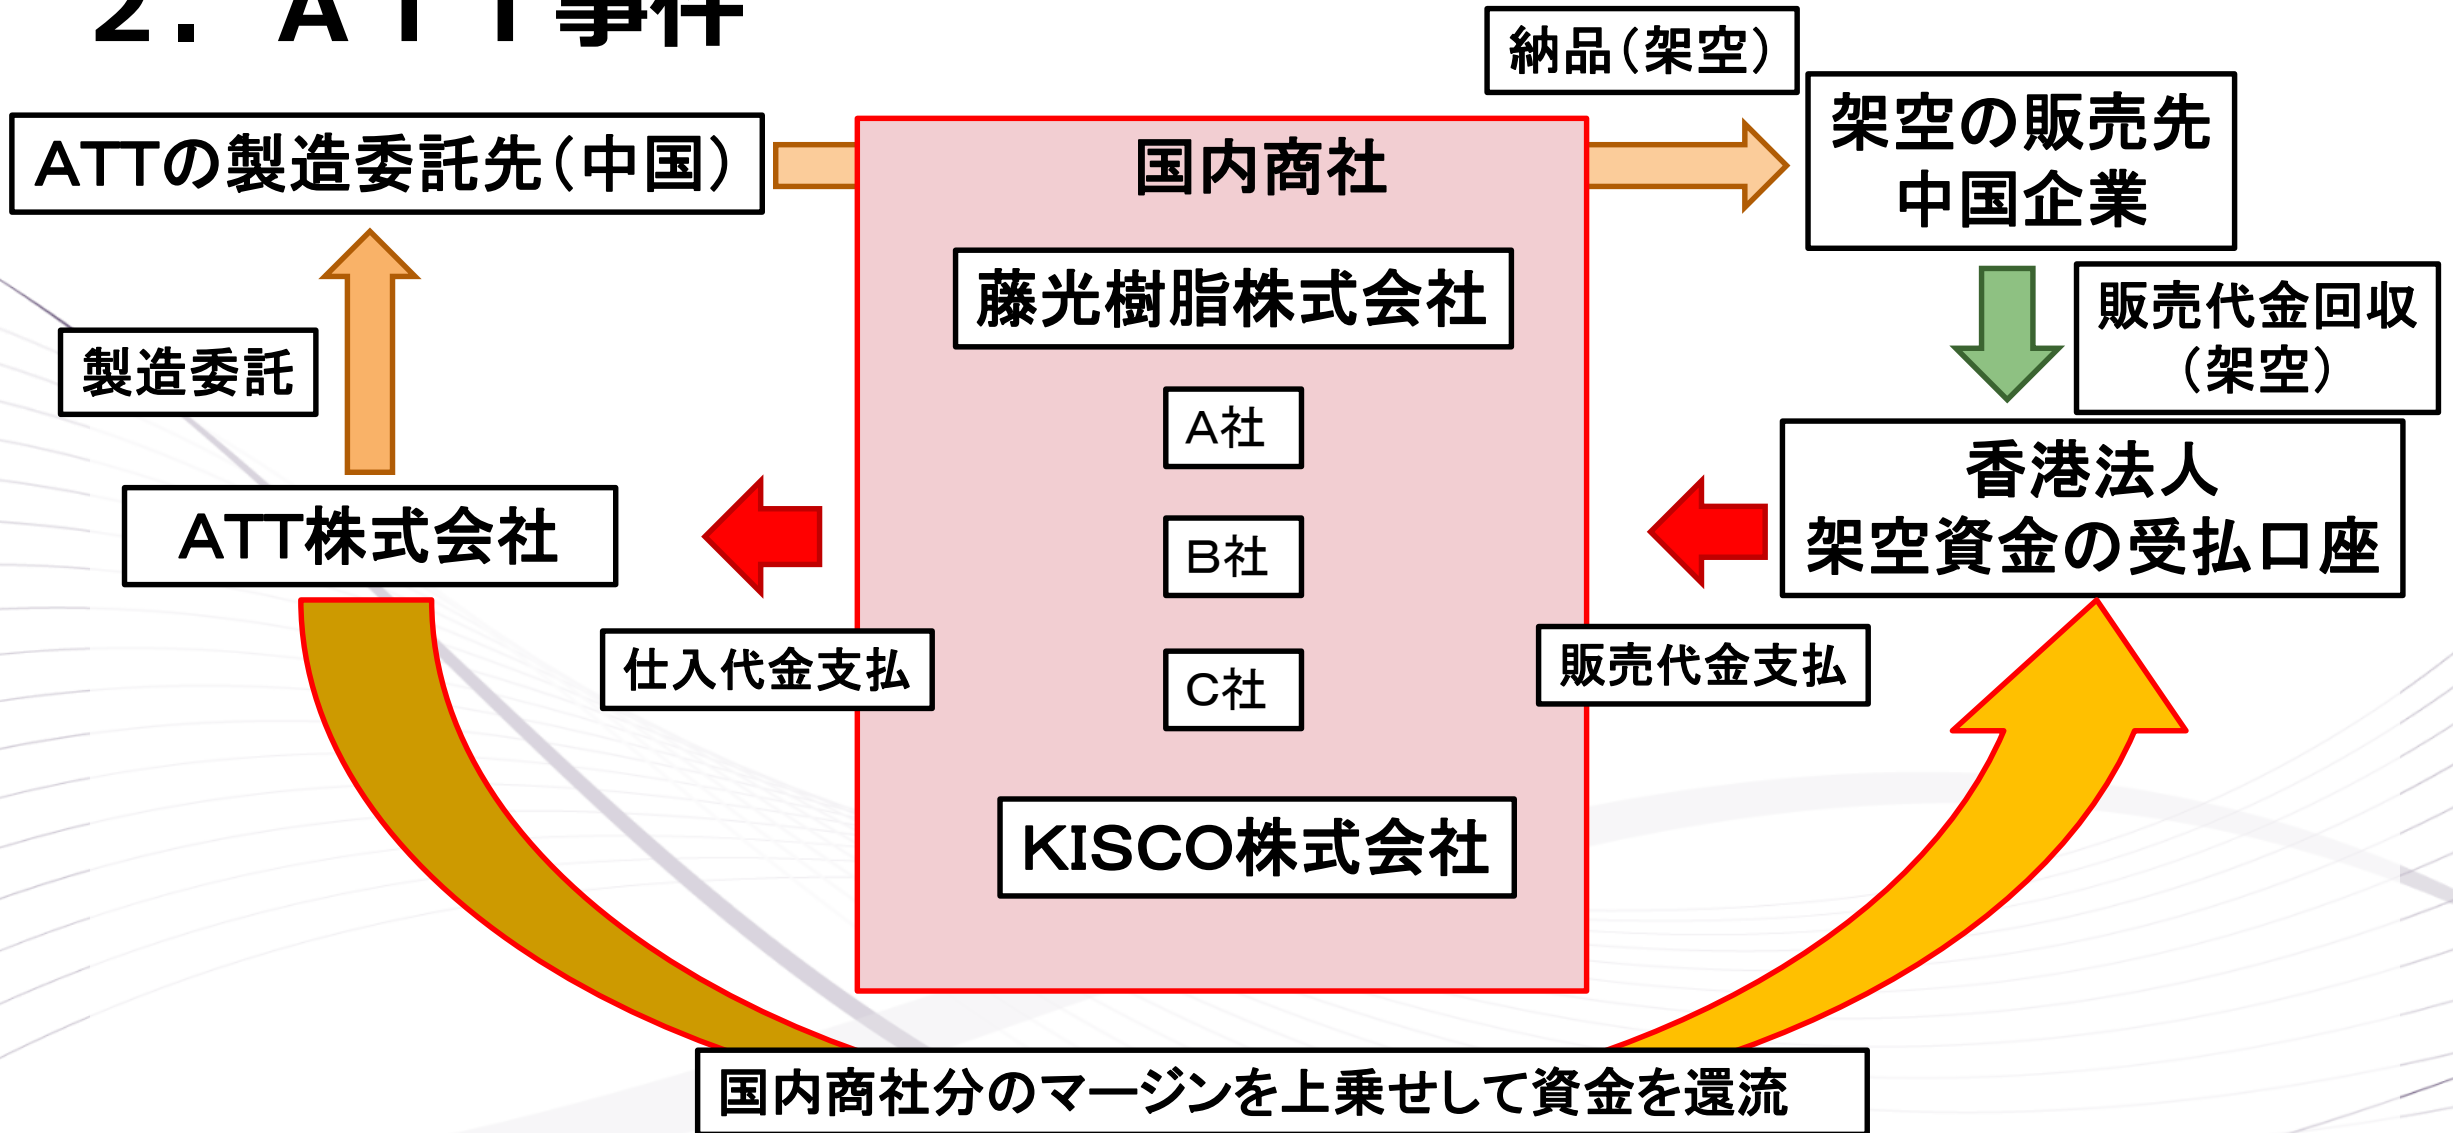 ２．ＡＴＴ事件
納品（架空）
ATTの製造委託先（中国）
国内商社
架空の販売先
中国企業
藤光樹脂株式会社
販売代金回収
（架空）
製造委託
A社
香港法人
架空資金の受払口座
ATT株式会社
B社
仕入代金支払
C社
販売代金支払
KISCO株式会社
国内商社分のマージンを上乗せして資金を還流